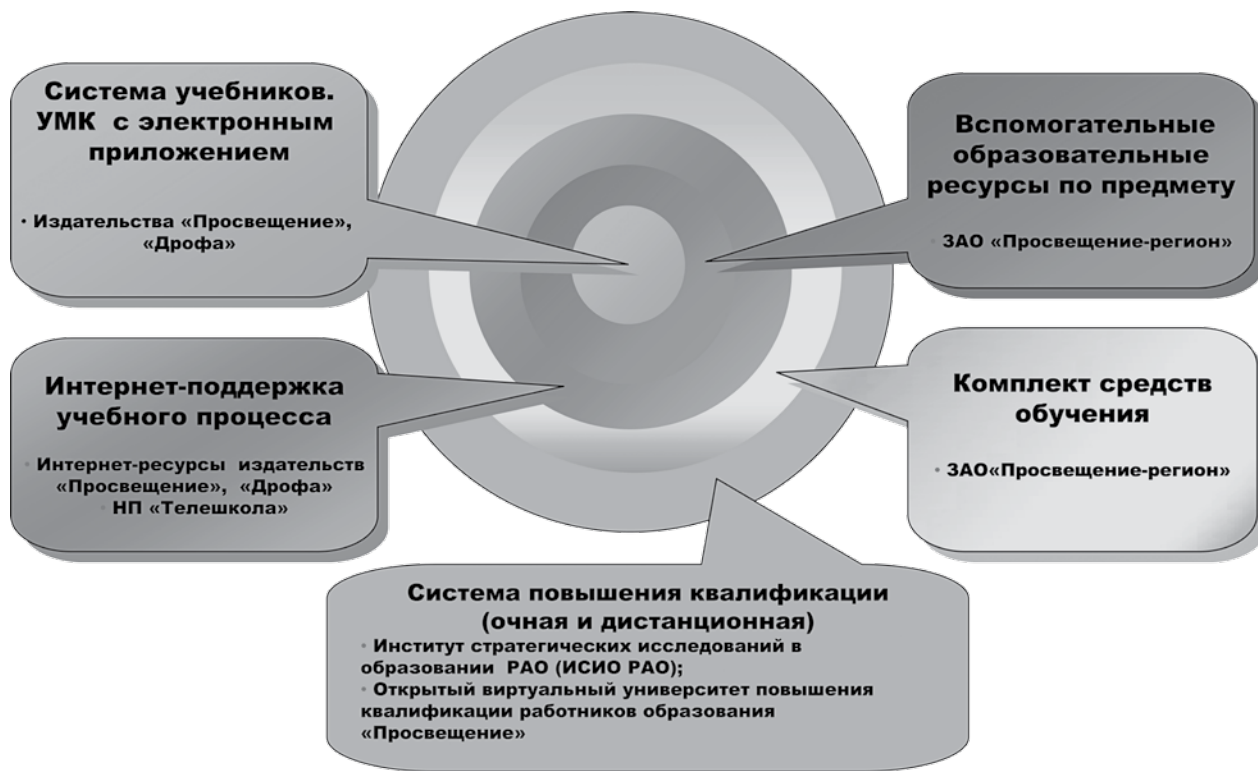 Система учебников.
УМК с электронным
приложением
• Издательства «Просвещение»,
«Дрофа»
Вспомогательные
образовательные
ресурсы по предмету
• ЗАО «Просвещение-регион»
Интернет-поддержка
учебного процесса
• Интернет-ресурсы издательств
«Просвещение», «Дрофа»
• НП «Телешкола»
Комплект средств
обучения
• ЗАО«Просвещение-регион»
Система повышения квалификации
(очная и дистанционная)
• Институт стратегических исследований в
образовании РАО (ИСИО РАО);
• Открытый виртуальный университет повышения
квалификации работников образования
«Просвещение»